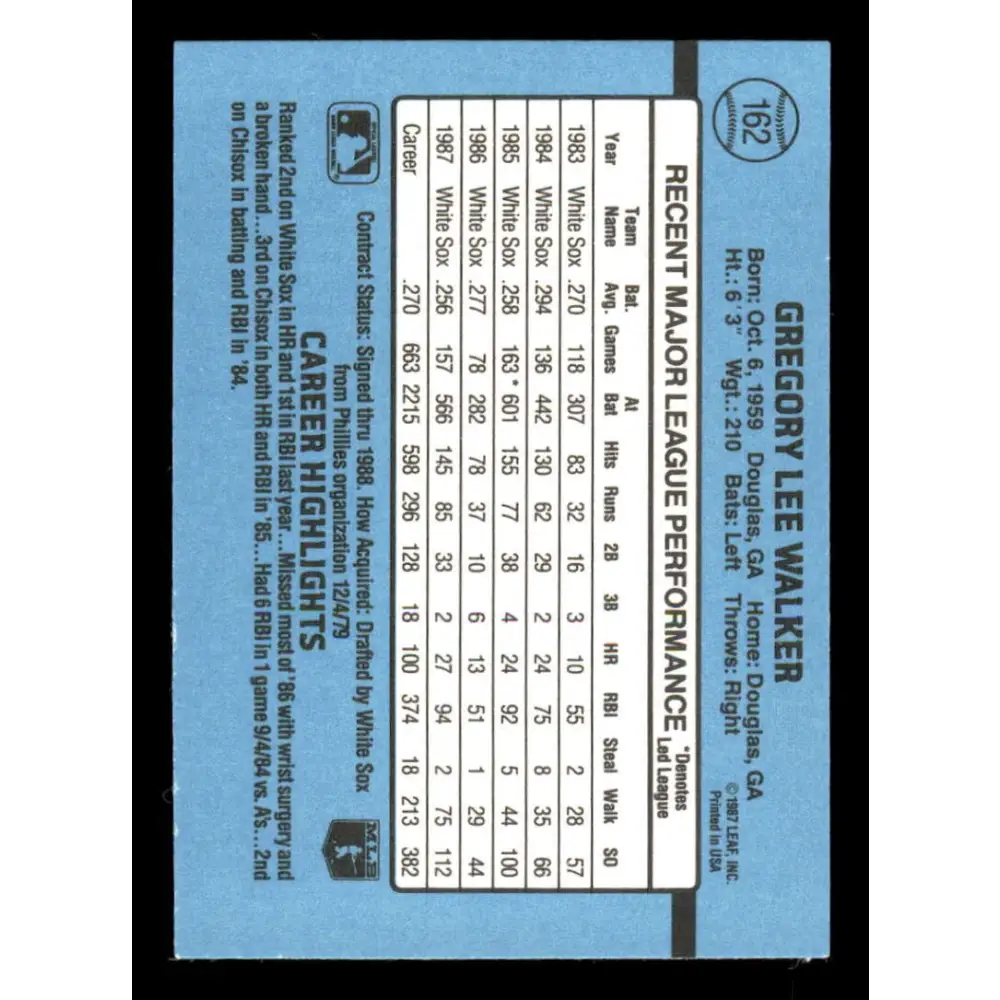 162
GREGORY LEE WALKER
Born: Oct. 6, 1959 Douglas, GA Home: Douglas, GA
Ht.: 6'3" Wgt.: 210 Bats: Left Throws: Right
©1987 LEAF, INC.
Printed in USA
RECENT MAJOR LEAGUE PERFORMANCE *Denotes
Led League
Team Bat. At
Year Name Avg. Games Bat Hits Runs 2B 3B HR RBI Steal Walk SO
1983 White Sox .270 118 307 83 32 16 3 10 55 2 28 57
1984 White Sox .294 136 442 130 62 29 2 24 75 8 35 66
1985 White Sox .258 163* 601 155 77 38 4 24 92 5 44 100
1986 White Sox .277 78 282 78 37 10 6 13 51 1 29 44
1987 White Sox .256 157 566 145 85 33 2 27 94 2 75 112
Career .270 663 2215 598 296 128 18 100 374 18 213 382
Contract Status: Signed thru 1988. How Acquired: Drafted by White Sox
from Phillies organization 12/4/79
MLB
CAREER HIGHLIGHTS
Ranked 2nd on White Sox in HR and 1st in RBI last year...Missed most of '86 with wrist surgery and
a broken hand...3rd on Chisox in both HR and RBI in '85...Had 6 RBI in 1 game 9/4/84 vs. A's...2nd
on Chisox in batting and RBI in '84.